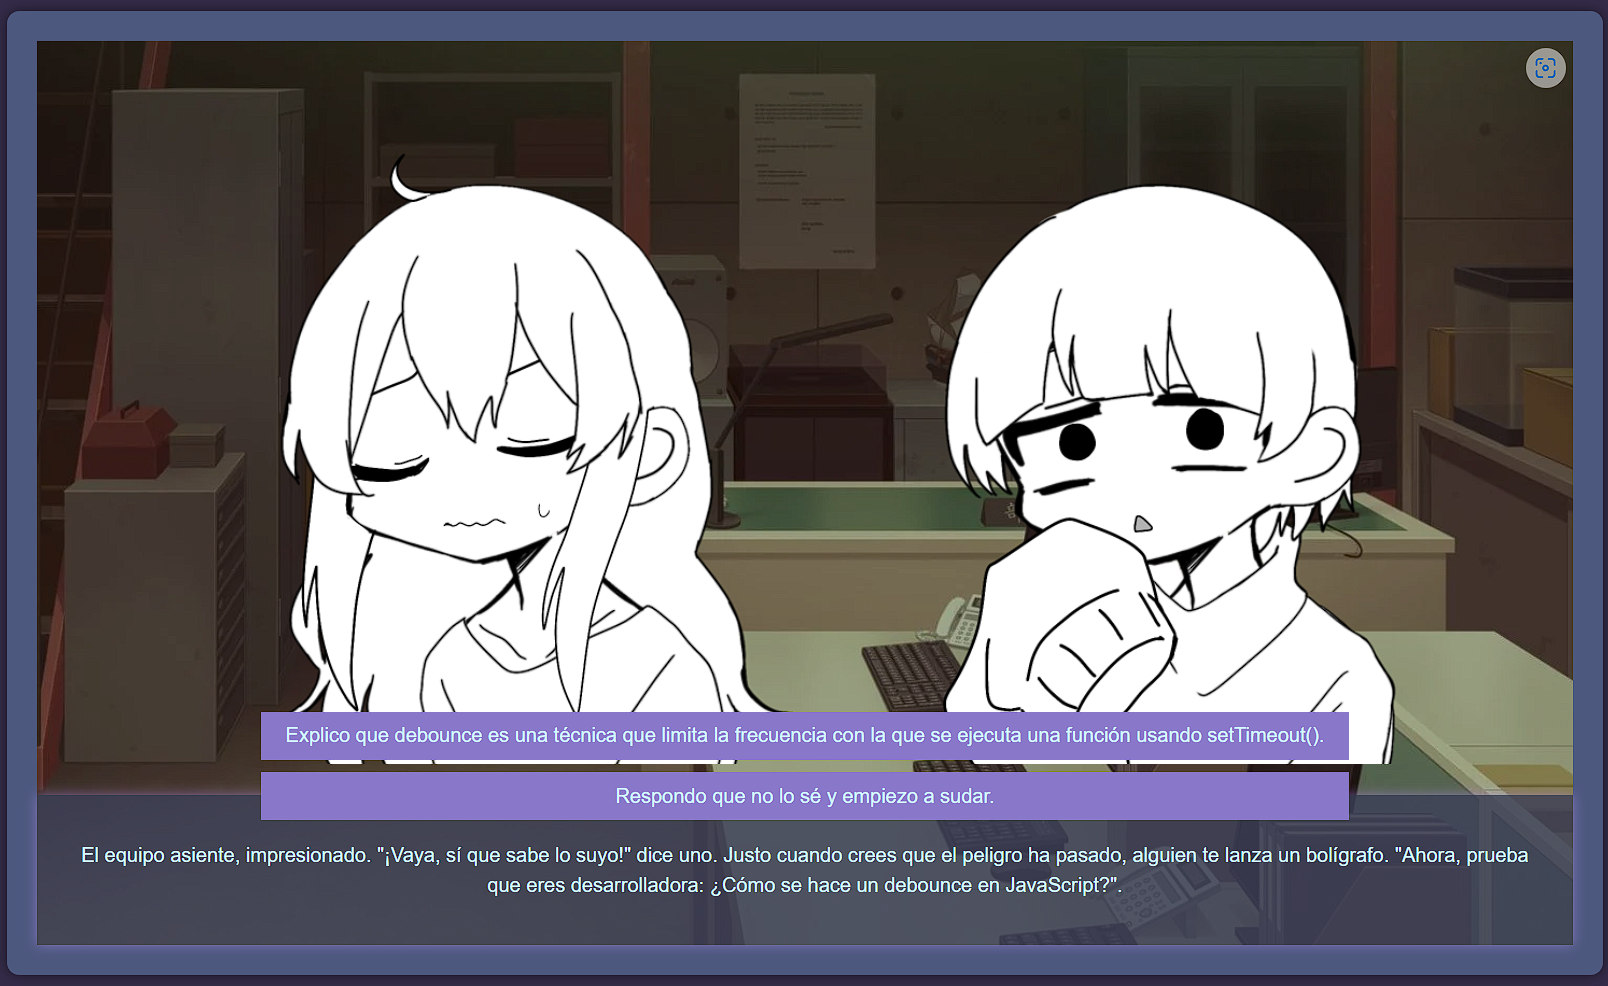 Explico que debounce es una técnica que limita la frecuencia con la que se ejecuta una función usando setTimeout().
Respondo que no lo sé y empiezo a sudar.
El equipo asiente, impresionado. "¡Vaya, sí que sabe lo suyo!" dice uno. Justo cuando crees que el peligro ha pasado, alguien te lanza un bolígrafo. "Ahora, prueba
que eres desarrolladora: ¿Cómo se hace un debounce en JavaScript?".